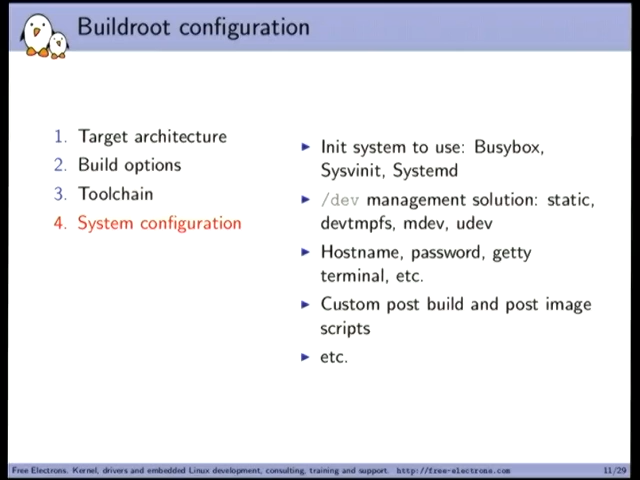 Buildroot configuration
1. Target architecture
2. Build options
3. Toolchain
4. System configuration
Init system to use: Busybox,
Sysvinit, Systemd
/dev management solution: static,
devtmpfs, mdev, udev
Hostname, password, getty
terminal, etc.
Custom post build and post image
scripts
etc.
Free Electrons. Kernel, drivers and embedded Linux development, consulting, training and support. http://free-electrons.com
11/29